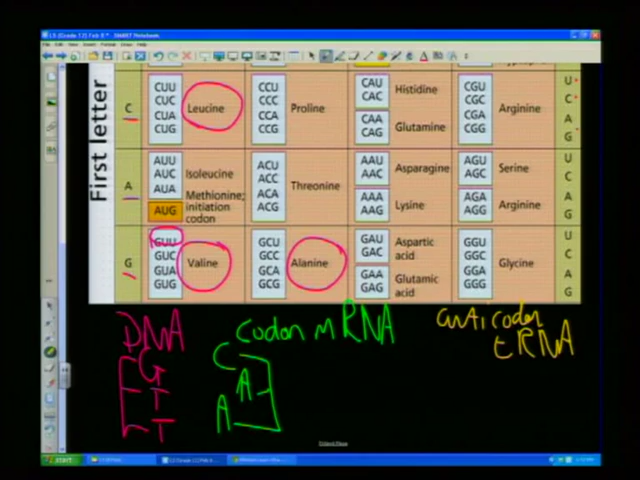 First letter
C
CUU
CUC
CUA
CUG
Leucine
CCU
CCC
CCA
CCG
Proline
CAU
CAC
Histidine
CAA
CAG
Glutamine
CGU
CGC
CGA
CGG
Arginine
U
C
A
G
A
AUU
AUC
AUA
Isoleucine
AUG
Methionine;
initiation
codon
ACU
ACC
ACA
ACG
Threonine
AAU
AAC
Asparagine
AAA
AAG
Lysine
AGU
AGC
Serine
AGA
AGG
Arginine
U
C
A
G
G
GUU
GUC
GUA
GUG
Valine
GCU
GCC
GCA
GCG
Alanine
GAU
GAC
Aspartic
acid
GAA
GAG
Glutamic
acid
GGU
GGC
GGA
GGG
Glycine
U
C
A
G
DNA
codon mRNA
anticodon
tRNA
G
T
T
C
A
A
Extend Page
start